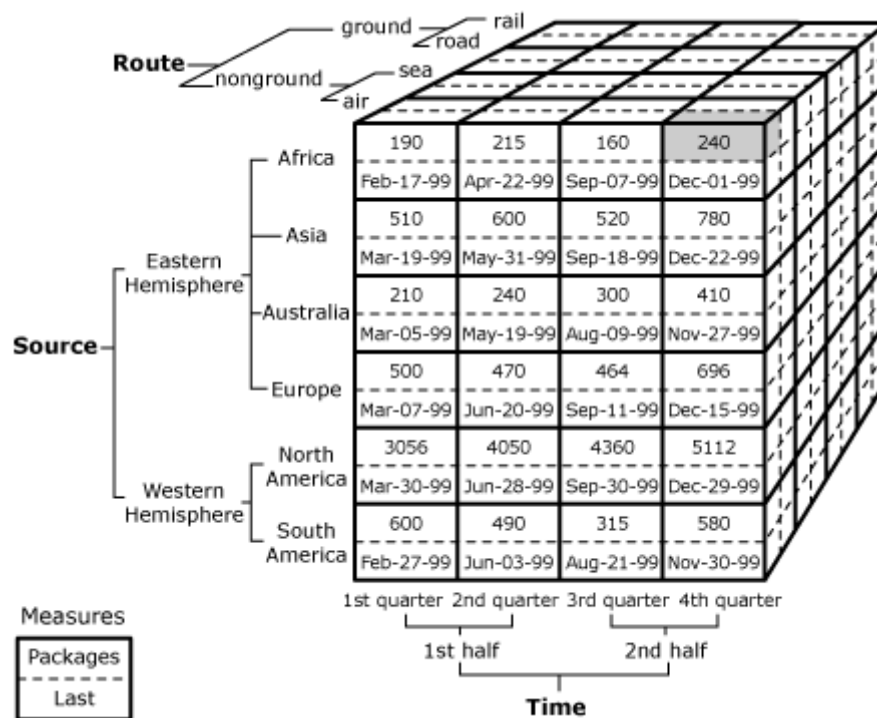 ground
rail
road
Route
nonground
sea
air
190 215 160 240
Africa
Feb-17-99 Apr-22-99 Sep-07-99 Dec-01-99
510 600 520 780
Asia
Mar-19-99 May-31-99 Sep-18-99 Dec-22-99
Eastern
Hemisphere
210 240 300 410
Australia
Mar-05-99 May-19-99 Aug-09-99 Nov-27-99
Source
500 470 464 696
Europe
Mar-07-99 Jun-20-99 Sep-11-99 Dec-15-99
3056 4050 4360 5112
North
America
Mar-30-99 Jun-28-99 Sep-30-99 Dec-29-99
Western
Hemisphere
600 490 315 580
South
America
Feb-27-99 Jun-03-99 Aug-21-99 Nov-30-99
1st quarter 2nd quarter 3rd quarter 4th quarter
1st half 2nd half
Time
Measures
Packages
Last